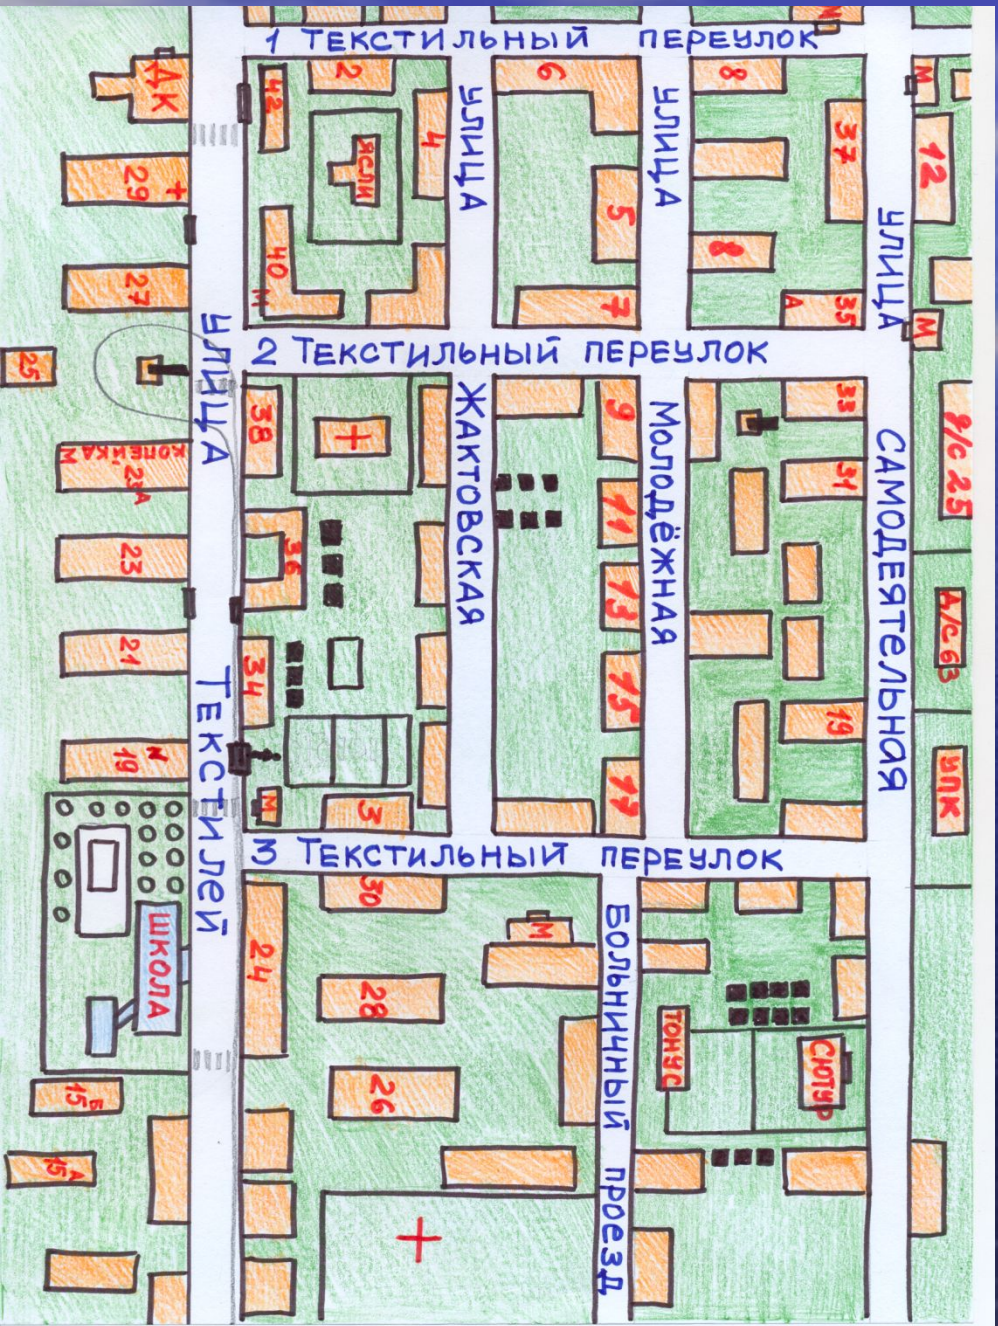 1 ТЕКСТИЛЬНЫЙ ПЕРЕУЛОК
М
ДК
42
2
6
8
М
УЛИЦА
УЛИЦА
4
ЯСЛИ
37
12
29
+
5
УЛИЦА
40
М
8
27
7
А
35
М
УЛИЦА
2 ТЕКСТИЛЬНЫЙ ПЕРЕУЛОК
25
38
+
ЖАКТОВСКАЯ
9
МОЛОДЁЖНАЯ
33
САМОДЕЯТЕЛЬНАЯ
Д/С 25
КОПЕЙКА
М
23А
31
11
23
36
13
Д/С 63
21
34
ТЕКСТИЛЕЙ
15
19
УПК
19
М
3
17
3 ТЕКСТИЛЬНЫЙ ПЕРЕУЛОК
ШКОЛА
24
30
М
БОЛЬНИЧНЫЙ ПРОЕЗД
28
ТОНУС
СЮТУР
26
15Б
15А
+